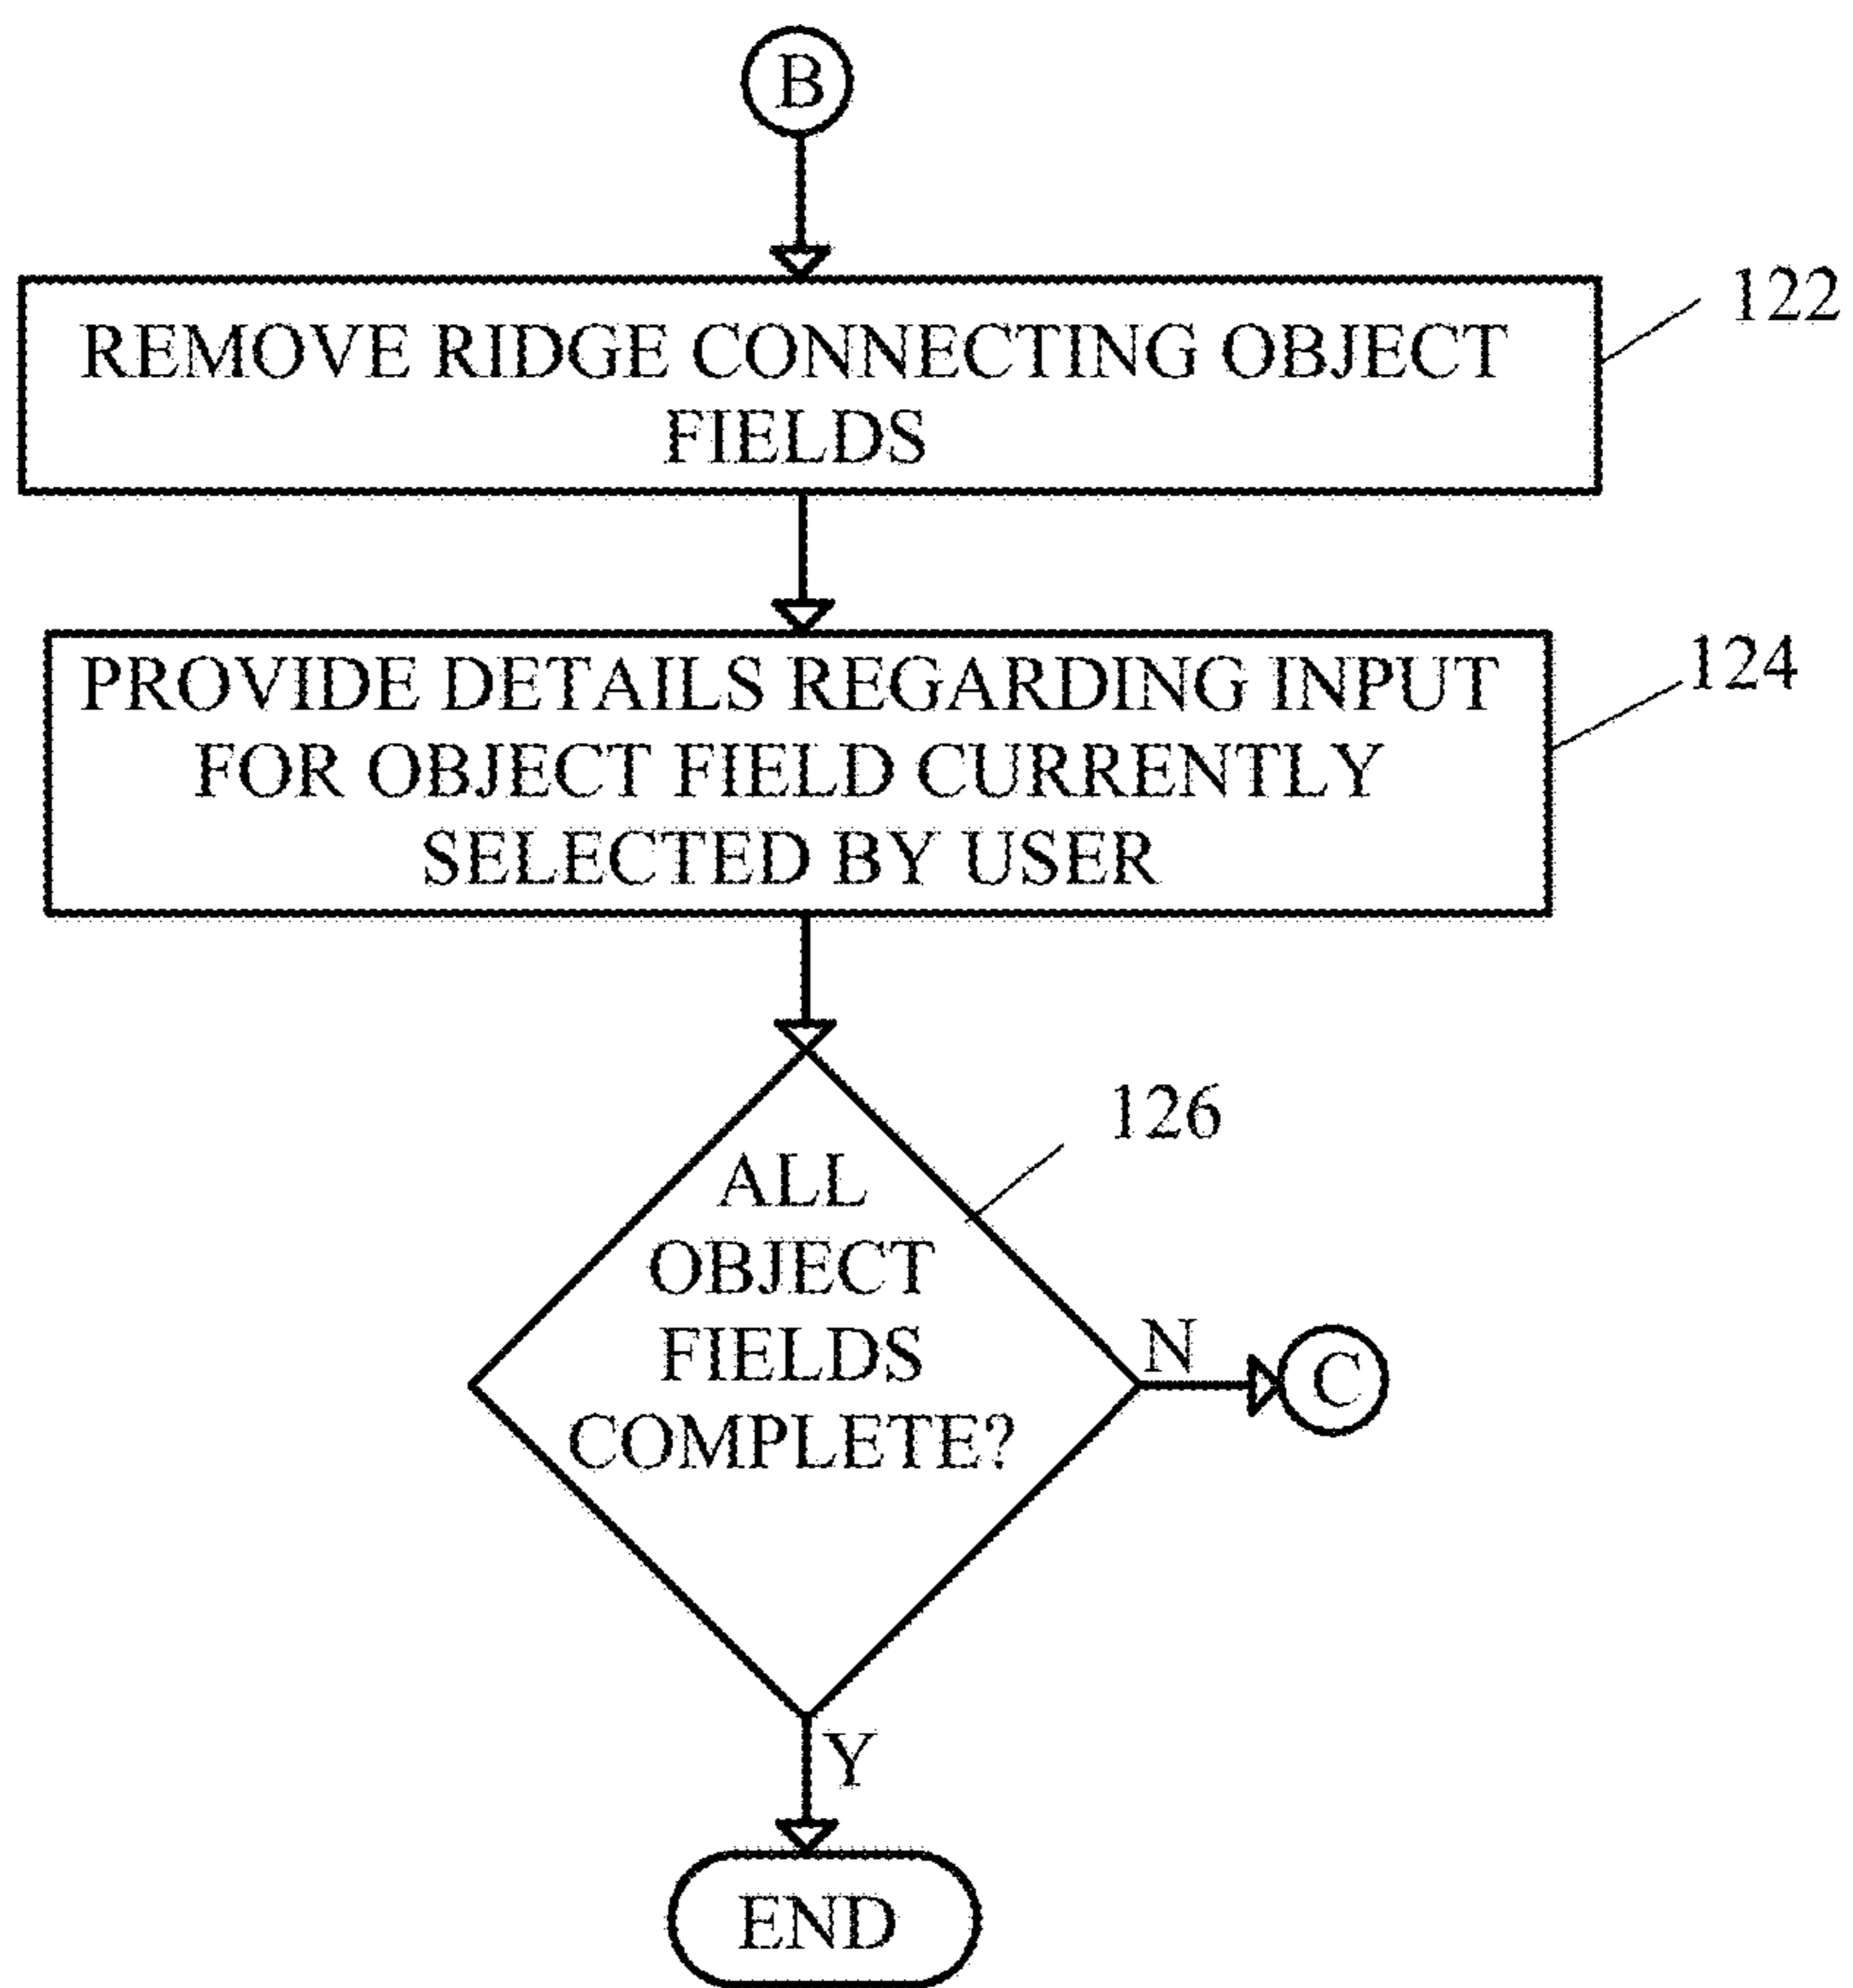 B
REMOVE RIDGE CONNECTING OBJECT
FIELDS
122
PROVIDE DETAILS REGARDING INPUT
FOR OBJECT FIELD CURRENTLY
SELECTED BY USER
124
ALL
OBJECT
FIELDS
COMPLETE?
126
N
C
Y
END